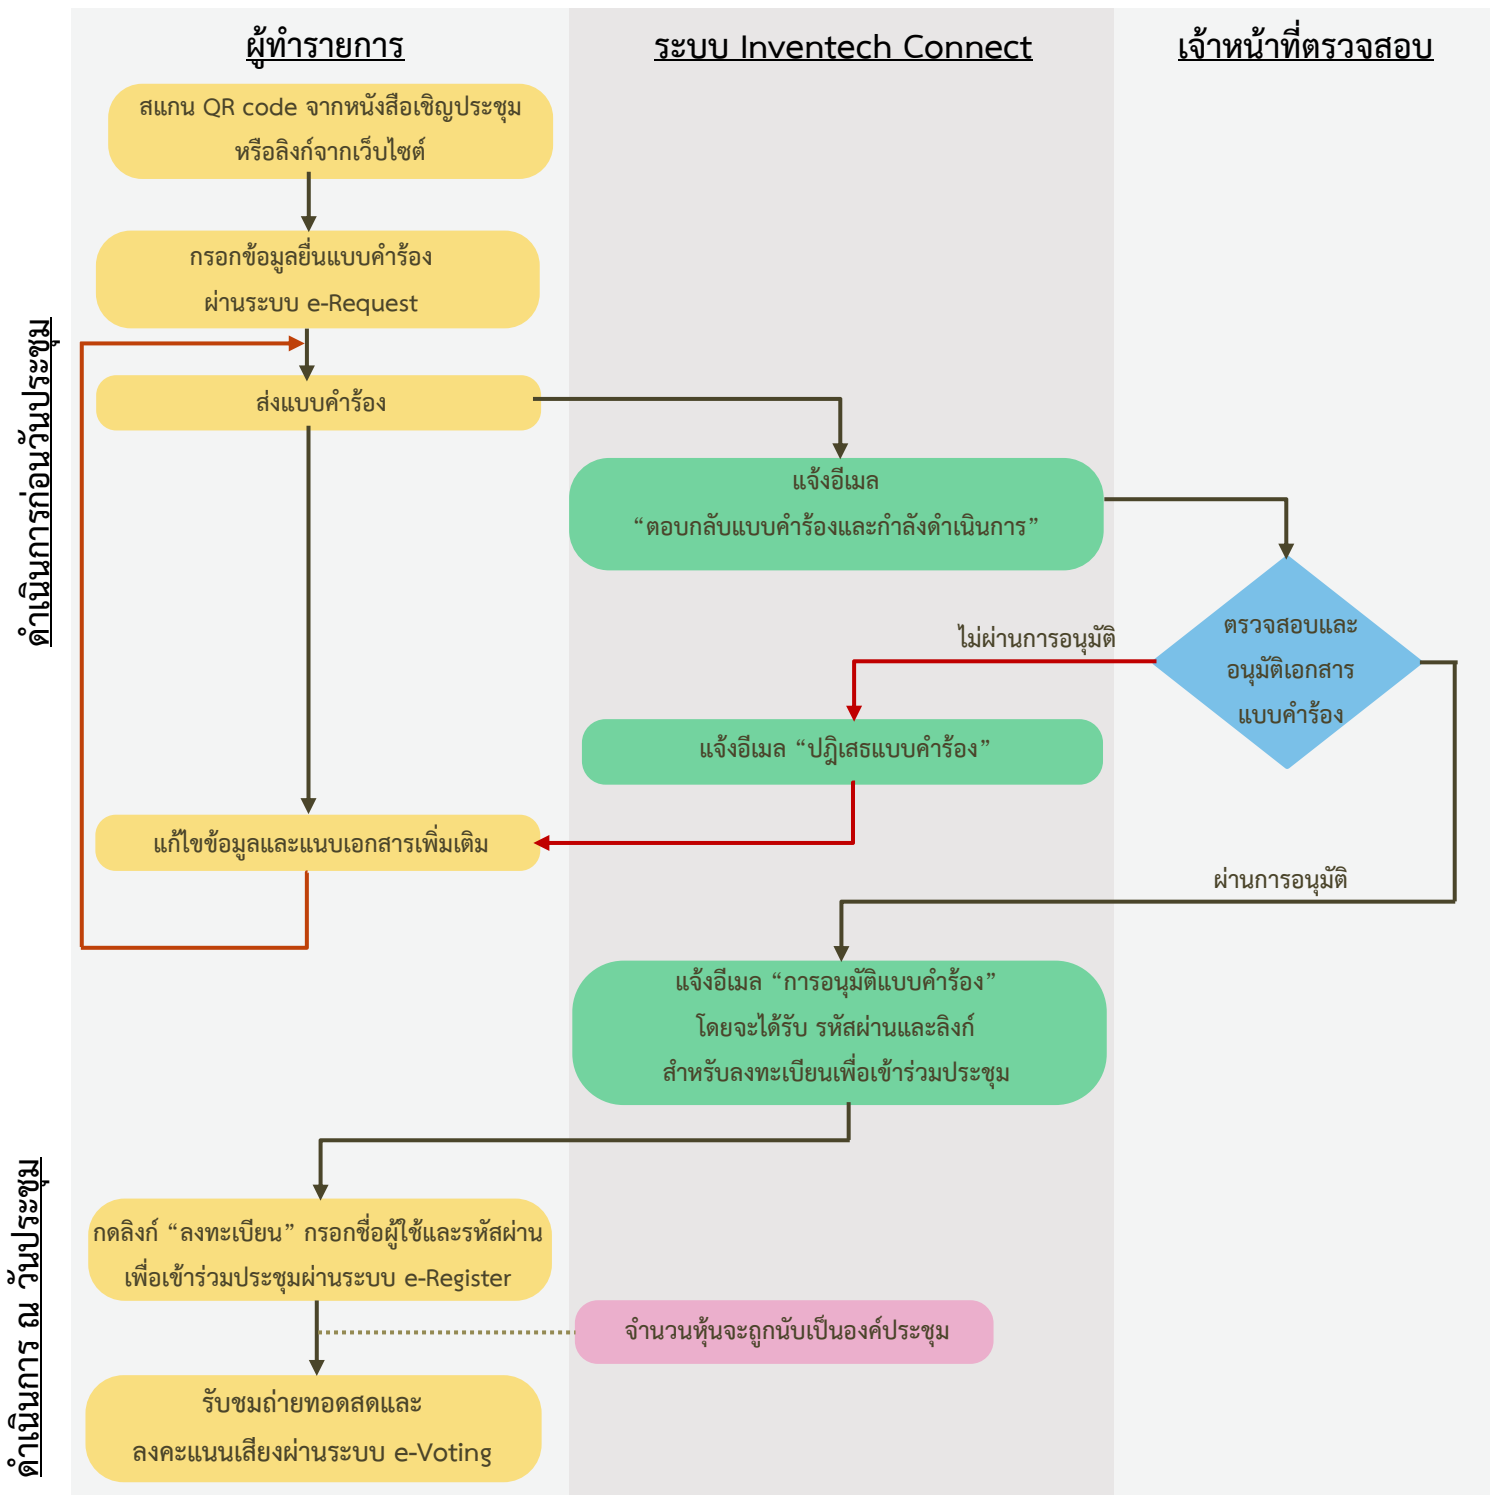 ผู้ทำรายการ
ระบบ Inventech Connect
เจ้าหน้าที่ตรวจสอบ
ดำเนินการก่อนวันประชุม
สแกน QR code จากหนังสือเชิญประชุม
หรือลิงก์จากเว็บไซต์
กรอกข้อมูลยื่นแบบคำร้อง
ผ่านระบบ e-Request
ส่งแบบคำร้อง
แจ้งอีเมล
“ตอบกลับแบบคำร้องและกำลังดำเนินการ”
ตรวจสอบและ
อนุมัติเอกสาร
แบบคำร้อง
ไม่ผ่านการอนุมัติ
แจ้งอีเมล “ปฎิเสธแบบคำร้อง”
แก้ไขข้อมูลและแนบเอกสารเพิ่มเติม
ผ่านการอนุมัติ
แจ้งอีเมล “การอนุมัติแบบคำร้อง”
โดยจะได้รับ รหัสผ่านและลิงก์
สำหรับลงทะเบียนเพื่อเข้าร่วมประชุม
ดำเนินการ ณ วันประชุม
กดลิงก์ “ลงทะเบียน” กรอกชื่อผู้ใช้และรหัสผ่าน
เพื่อเข้าร่วมประชุมผ่านระบบ e-Register
จำนวนหุ้นจะถูกนับเป็นองค์ประชุม
รับชมถ่ายทอดสดและ
ลงคะแนนเสียงผ่านระบบ e-Voting